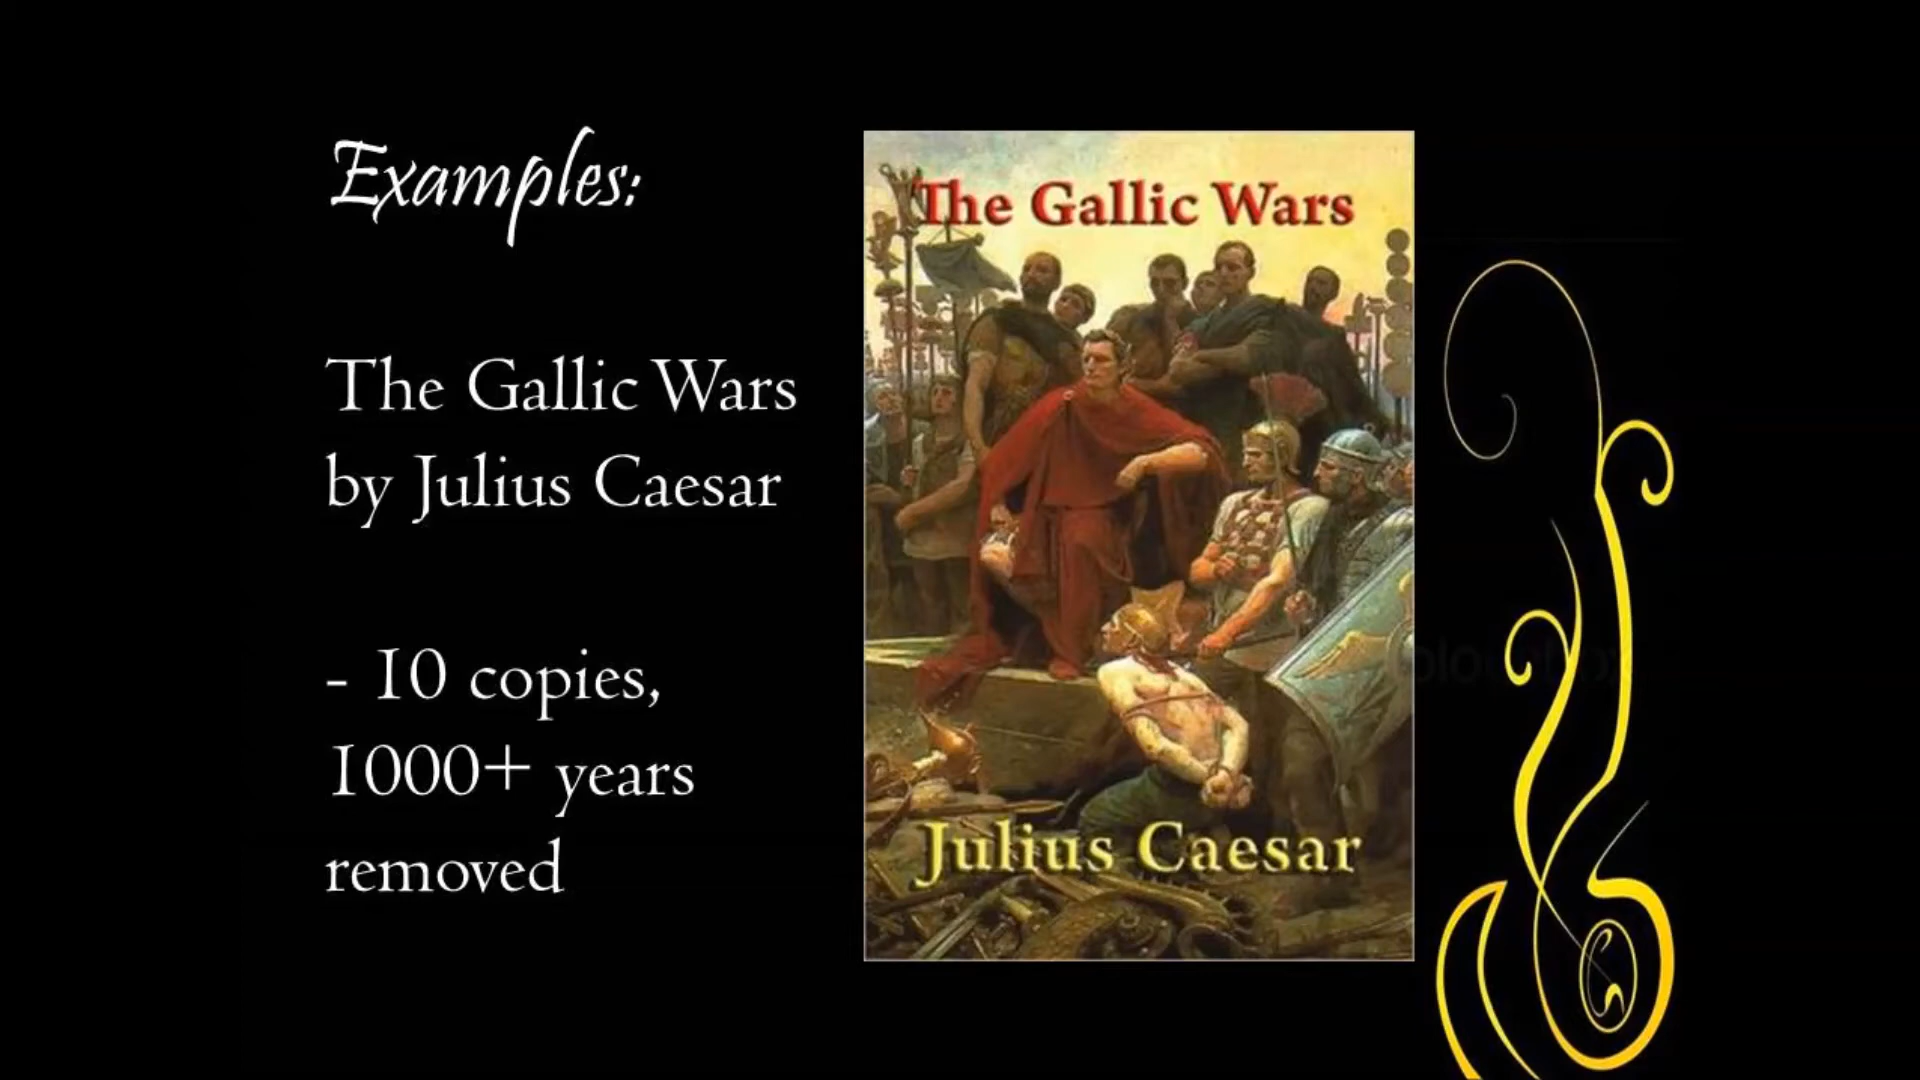 Examples:
The Gallic Wars
by Julius Caesar
- 10 copies,
1000+ years
removed
The Gallic Wars
Julius Caesar